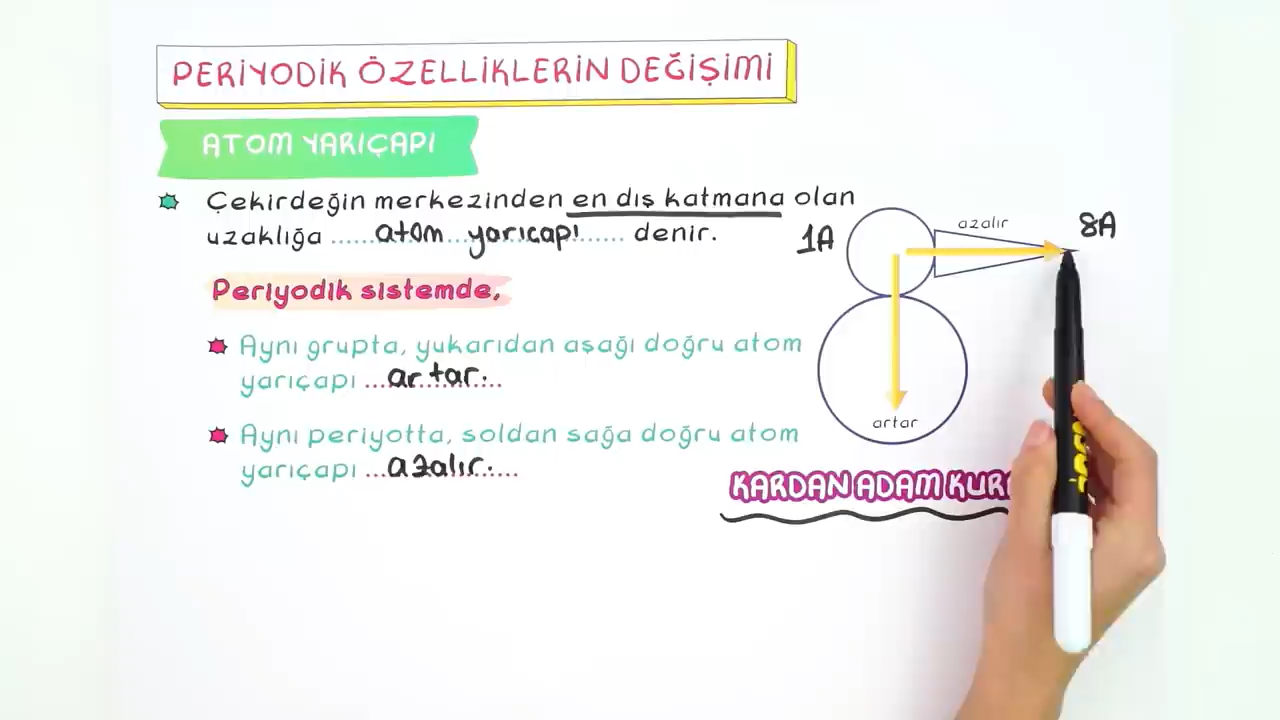 PERİYODİK ÖZELLİKLERİN DEĞİŞİMİ
ATOM YARIÇAPI
Çekirdeğin merkezinden en dış katmana olan
uzaklığa ...... atom yarıçapı ...... denir.
Periyodik sistemde,
Aynı grupta, yukarıdan aşağı doğru atom
yarıçapı ... artar. ...
Aynı periyotta, soldan sağa doğru atom
yarıçapı ... azalır. ...
1A
azalır
8A
artar
KARDAN ADAM